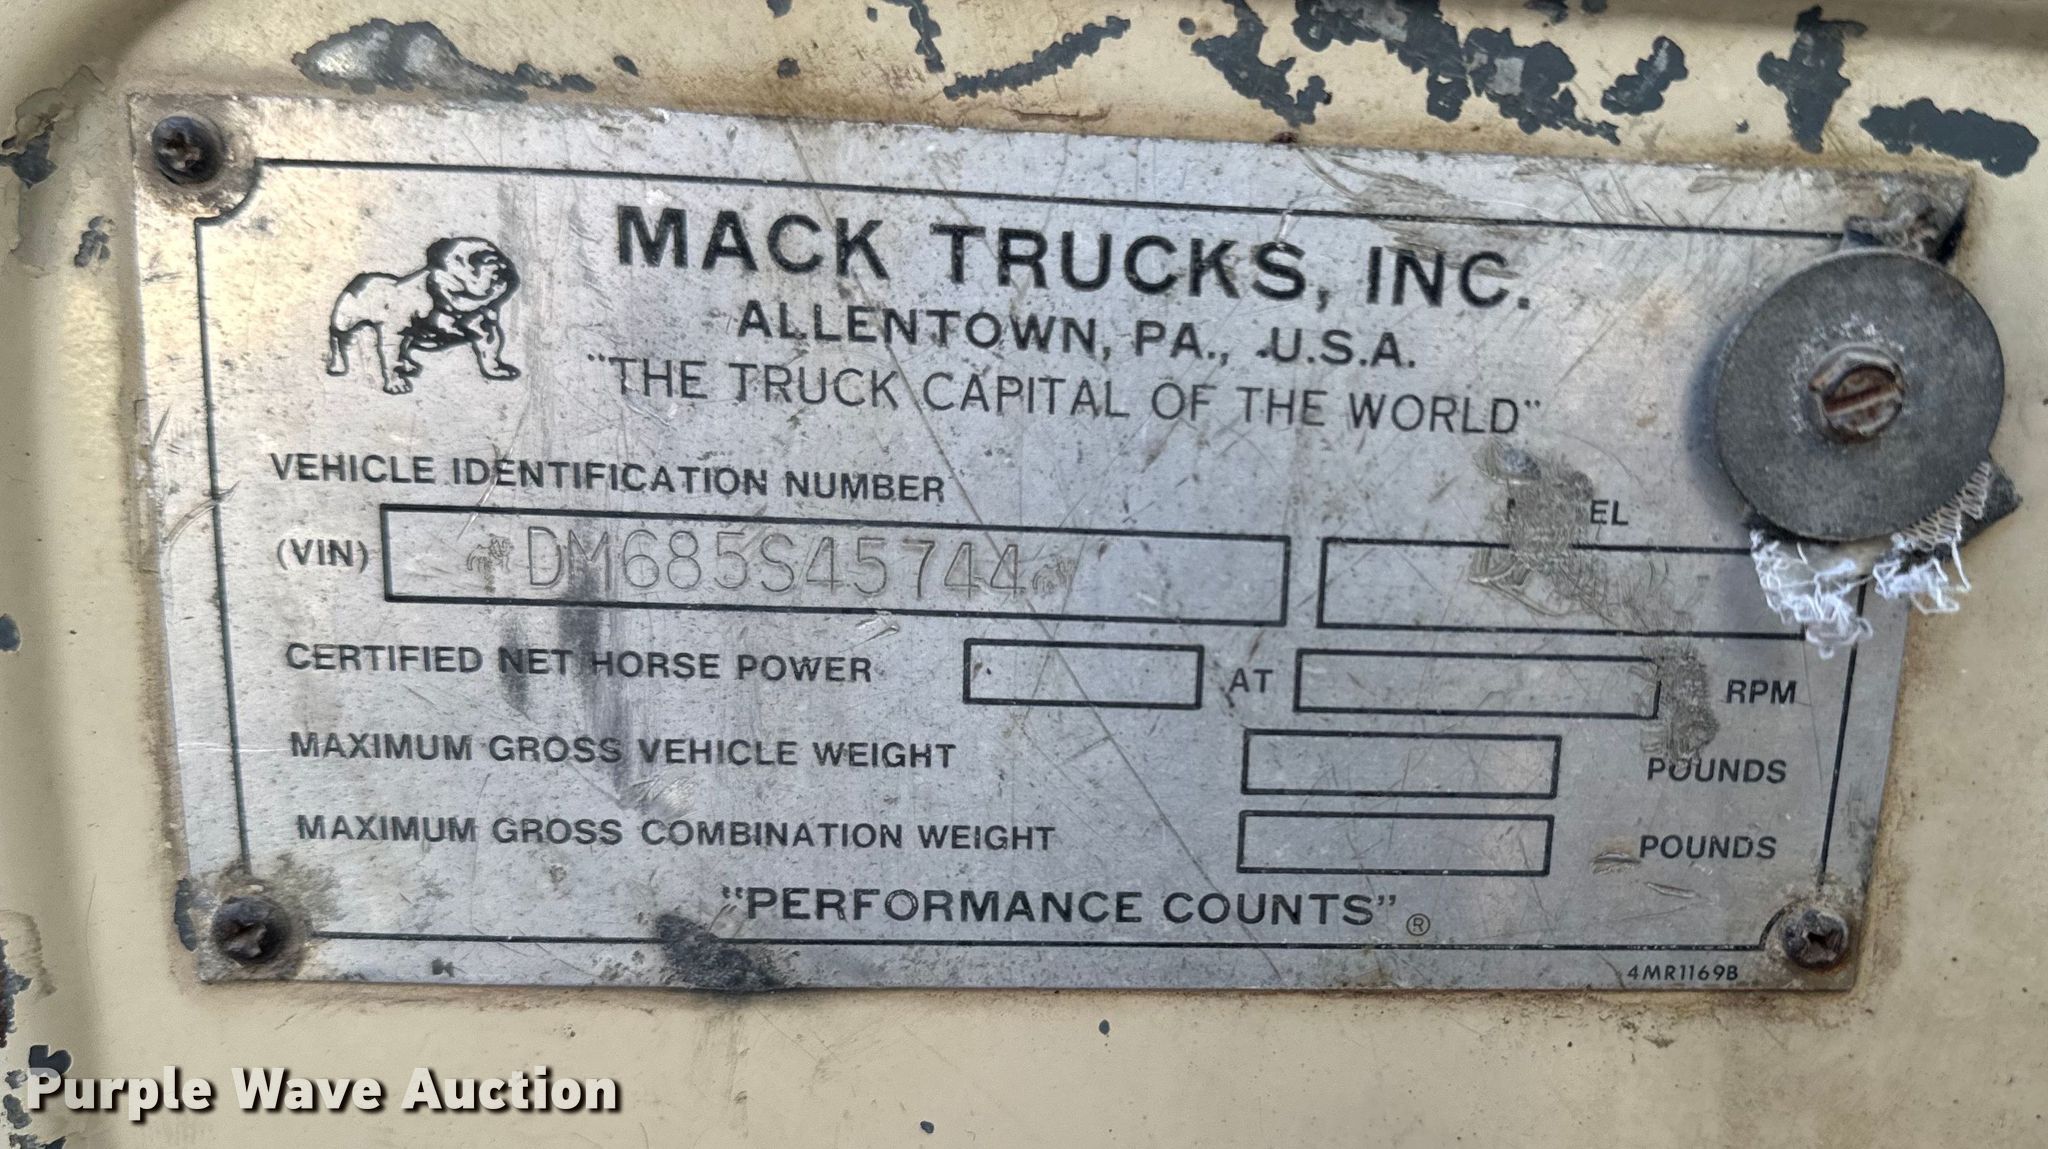 MACK TRUCKS, INC.
ALLENTOWN, PA., U.S.A.
"THE TRUCK CAPITAL OF THE WORLD"
VEHICLE IDENTIFICATION NUMBER
(VIN) DM685S45744
CERTIFIED NET HORSE POWER AT RPM
MAXIMUM GROSS VEHICLE WEIGHT POUNDS
MAXIMUM GROSS COMBINATION WEIGHT POUNDS
"PERFORMANCE COUNTS"®
4MR1169B
Purple Wave Auction